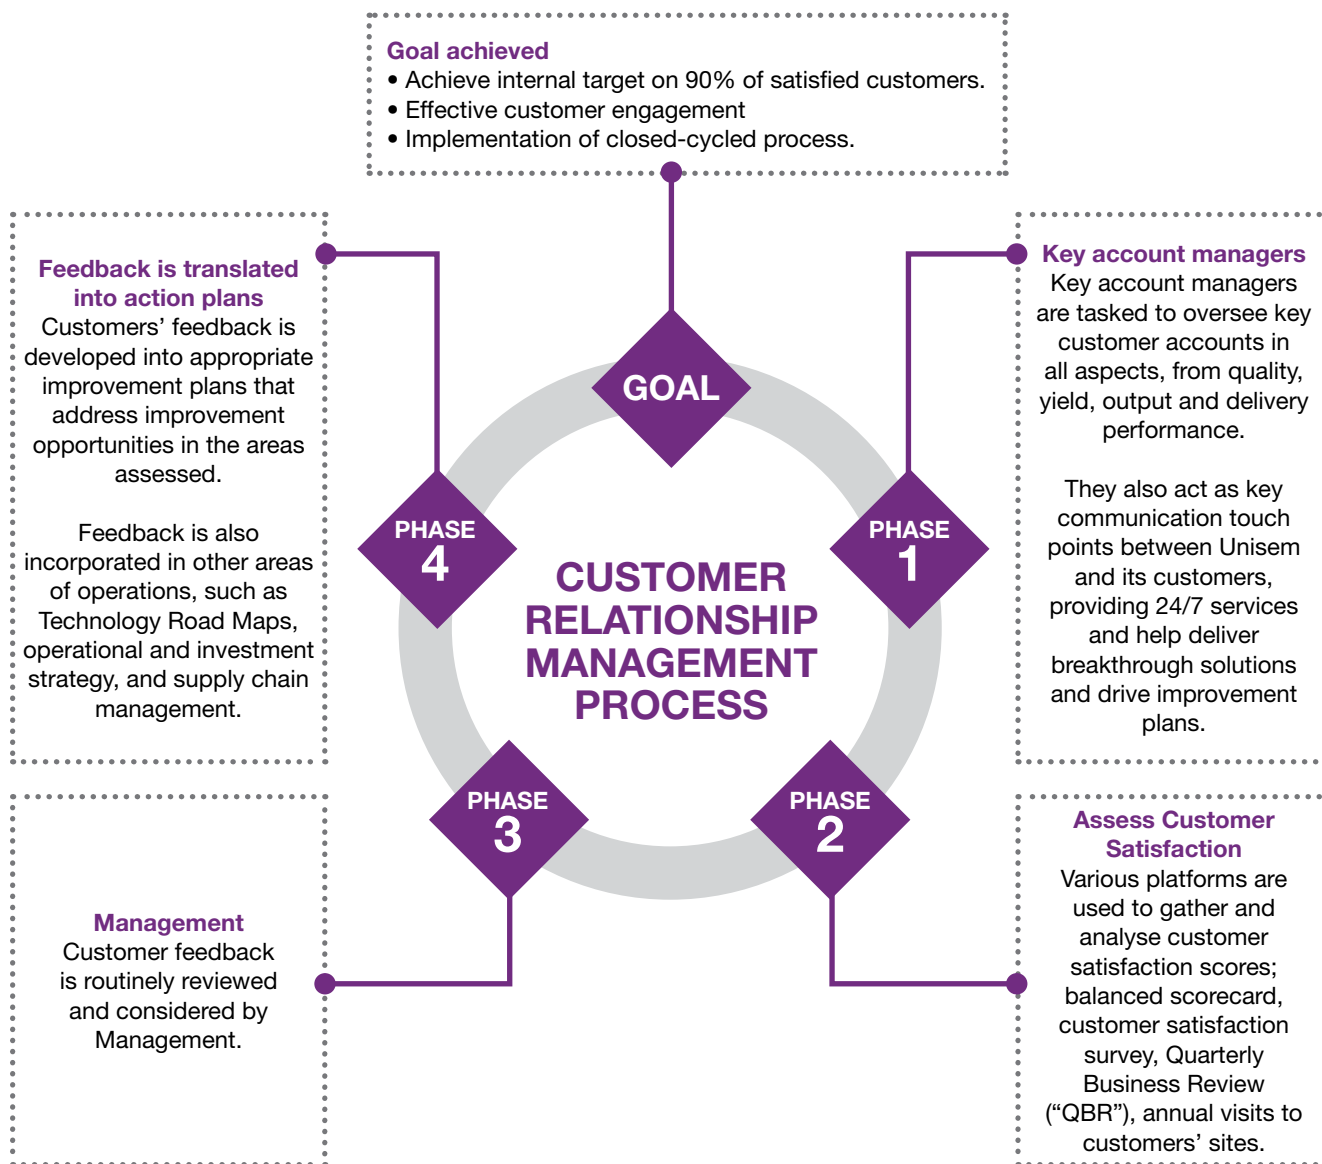 Goal achieved
• Achieve internal target on 90% of satisfied customers.
• Effective customer engagement
• Implementation of closed-cycled process.
GOAL
Key account managers
Key account managers
are tasked to oversee key
customer accounts in
all aspects, from quality,
yield, output and delivery
performance.
They also act as key
communication touch
points between Unisem
and its customers,
providing 24/7 services
and help deliver
breakthrough solutions
and drive improvement
plans.
PHASE
1
Assess Customer
Satisfaction
Various platforms are
used to gather and
analyse customer
satisfaction scores;
balanced scorecard,
customer satisfaction
survey, Quarterly
Business Review
(“QBR”), annual visits to
customers’ sites.
PHASE
2
Management
Customer feedback
is routinely reviewed
and considered by
Management.
PHASE
3
Feedback is translated
into action plans
Customers’ feedback is
developed into appropriate
improvement plans that
address improvement
opportunities in the areas
assessed.
Feedback is also
incorporated in other areas
of operations, such as
Technology Road Maps,
operational and investment
strategy, and supply chain
management.
PHASE
4
CUSTOMER
RELATIONSHIP
MANAGEMENT
PROCESS